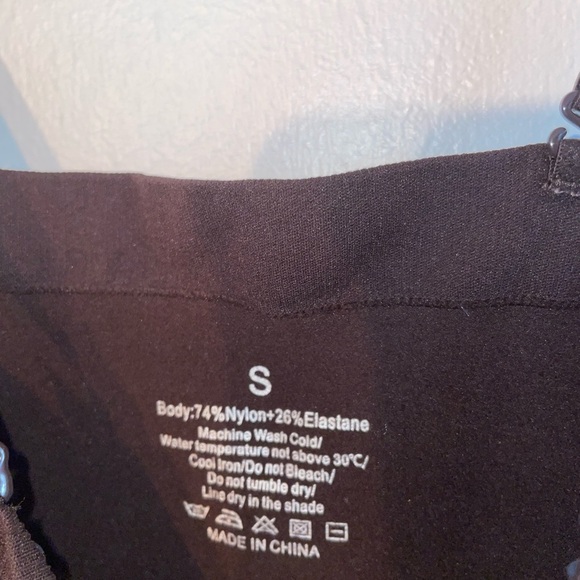 S
Body:74%Nylon+26%Elastane
Machine Wash Cold/
Water temperature not above 30℃/
Cool Iron/Do not Bleach/
Do not tumble dry/
Line dry in the shade
MADE IN CHINA